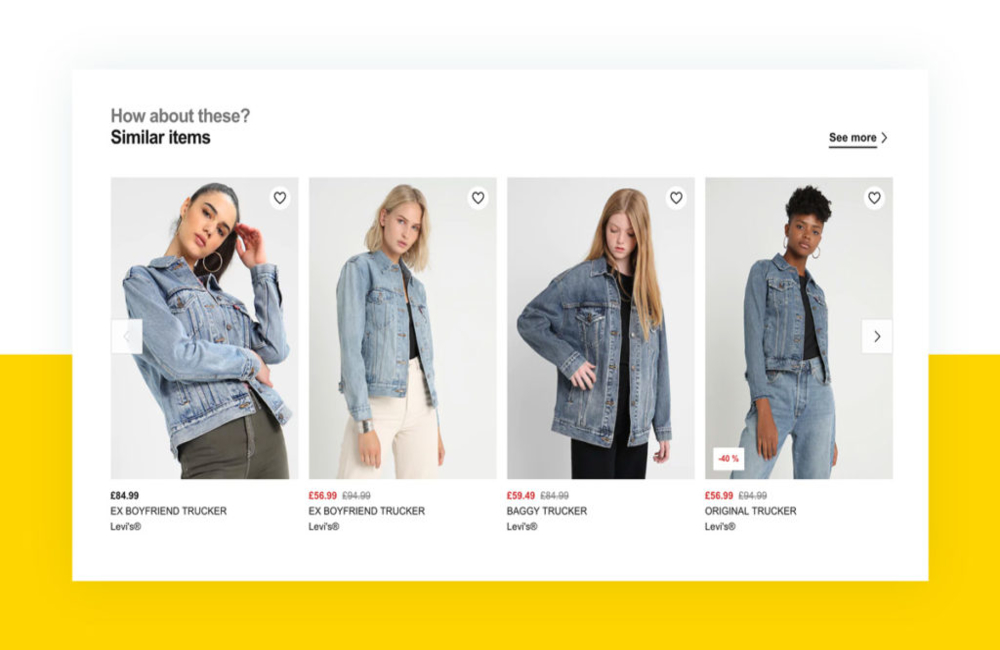 How about these?
Similar items
See more
-40 %
£84.99
EX BOYFRIEND TRUCKER
Levi's®
£56.99 £94.99
EX BOYFRIEND TRUCKER
Levi's®
£59.49 £84.99
BAGGY TRUCKER
Levi's®
£56.99 £94.99
ORIGINAL TRUCKER
Levi's®